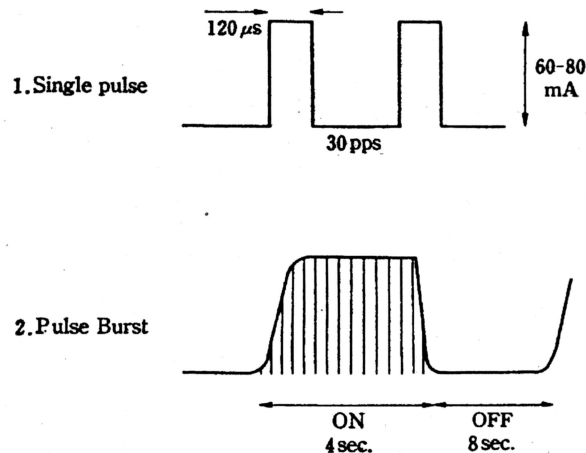 120 μs
60-80
mA
1.Single pulse
30 pps
2.Pulse Burst
ON
OFF
4 sec.
8 sec.